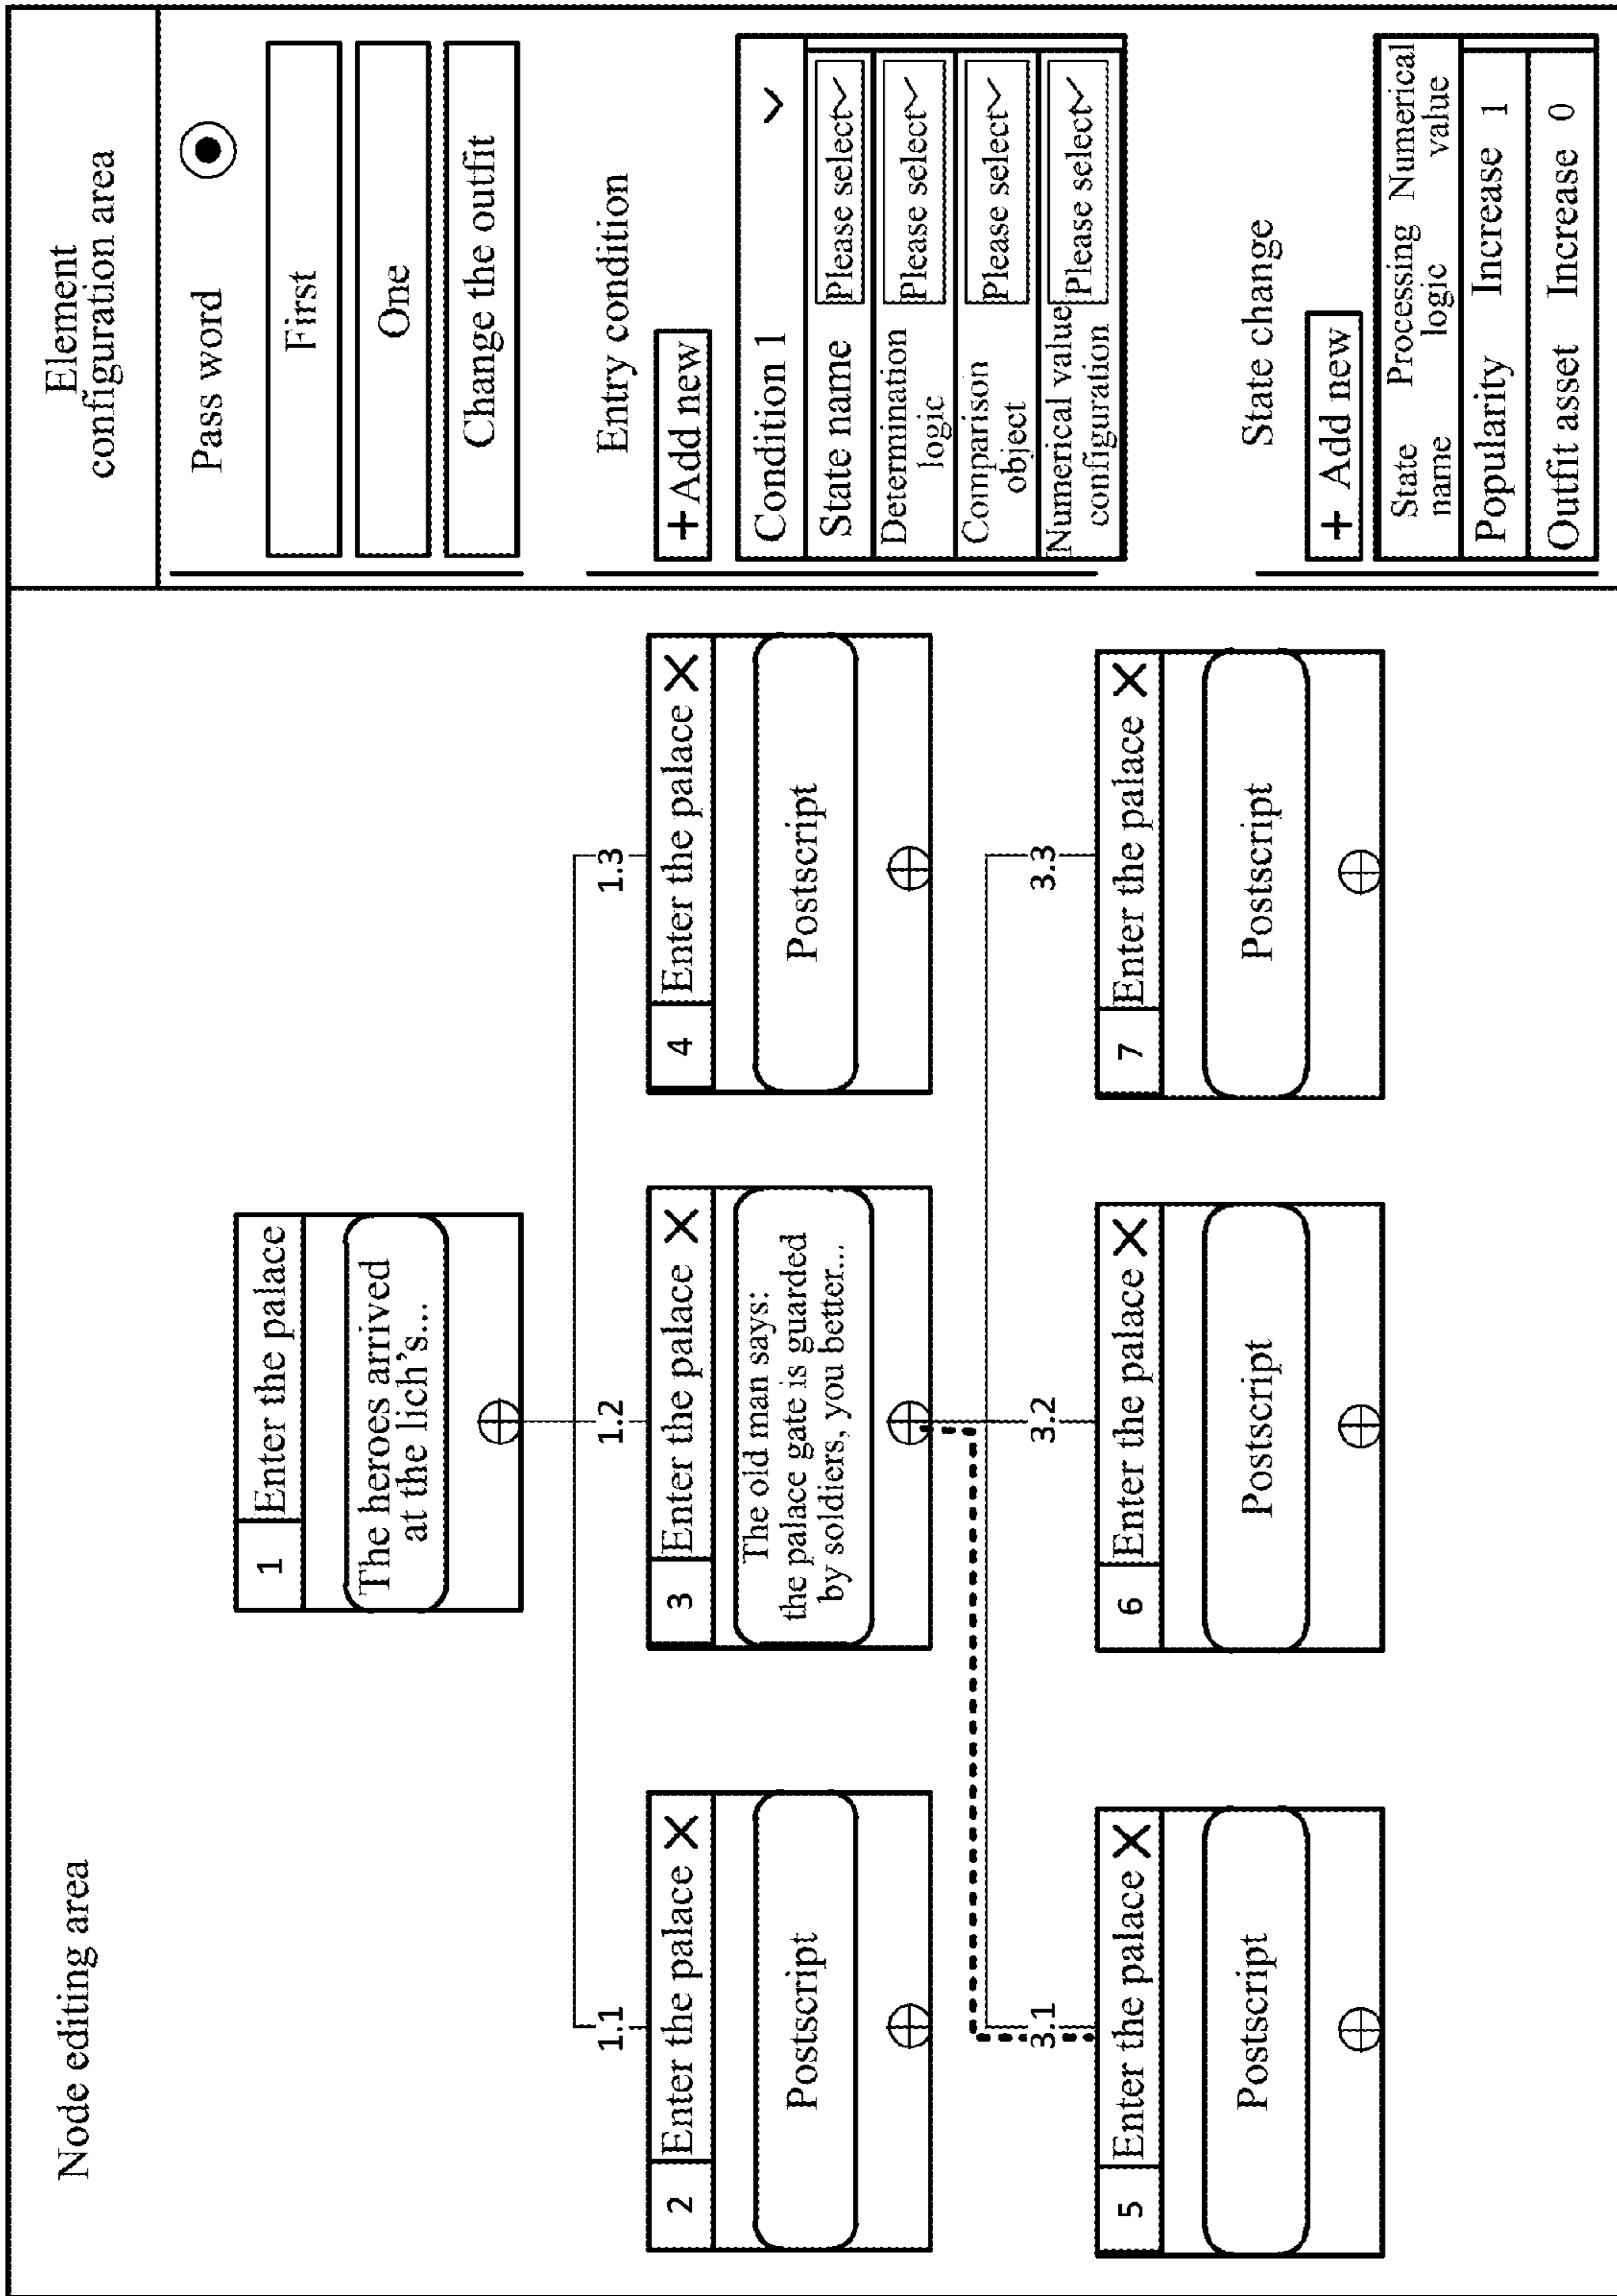 Node editing area
1 Enter the palace
The heroes arrived
at the lich's...
1.1
1.2
1.3
2 Enter the palace X
Postscript
3 Enter the palace X
The old man says:
the palace gate is guarded
by soldiers, you better...
4 Enter the palace X
Postscript
3.1
3.2
3.3
5 Enter the palace X
Postscript
6 Enter the palace X
Postscript
7 Enter the palace X
Postscript
Element
configuration area
Pass word
First
One
Change the outfit
Entry condition
+ Add new
Condition 1
State name Please select
Determination
logic
Please select
Comparison
object
Please select
Numerical value
configuration
Please select
State change
+ Add new
State
name
Processing
logic
Numerical
value
Popularity Increase 1
Outfit asset Increase 0